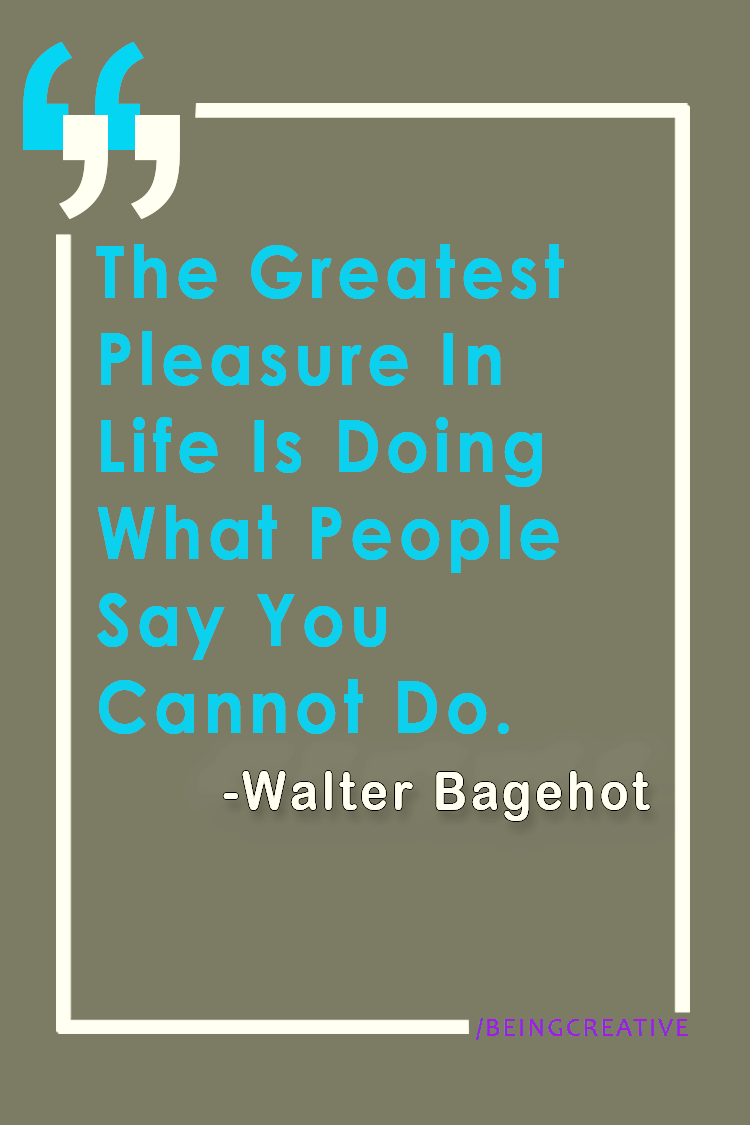 The Greatest
Pleasure In
Life Is Doing
What People
Say You
Cannot Do.
-Walter Bagehot
/BEINGCREATIVE